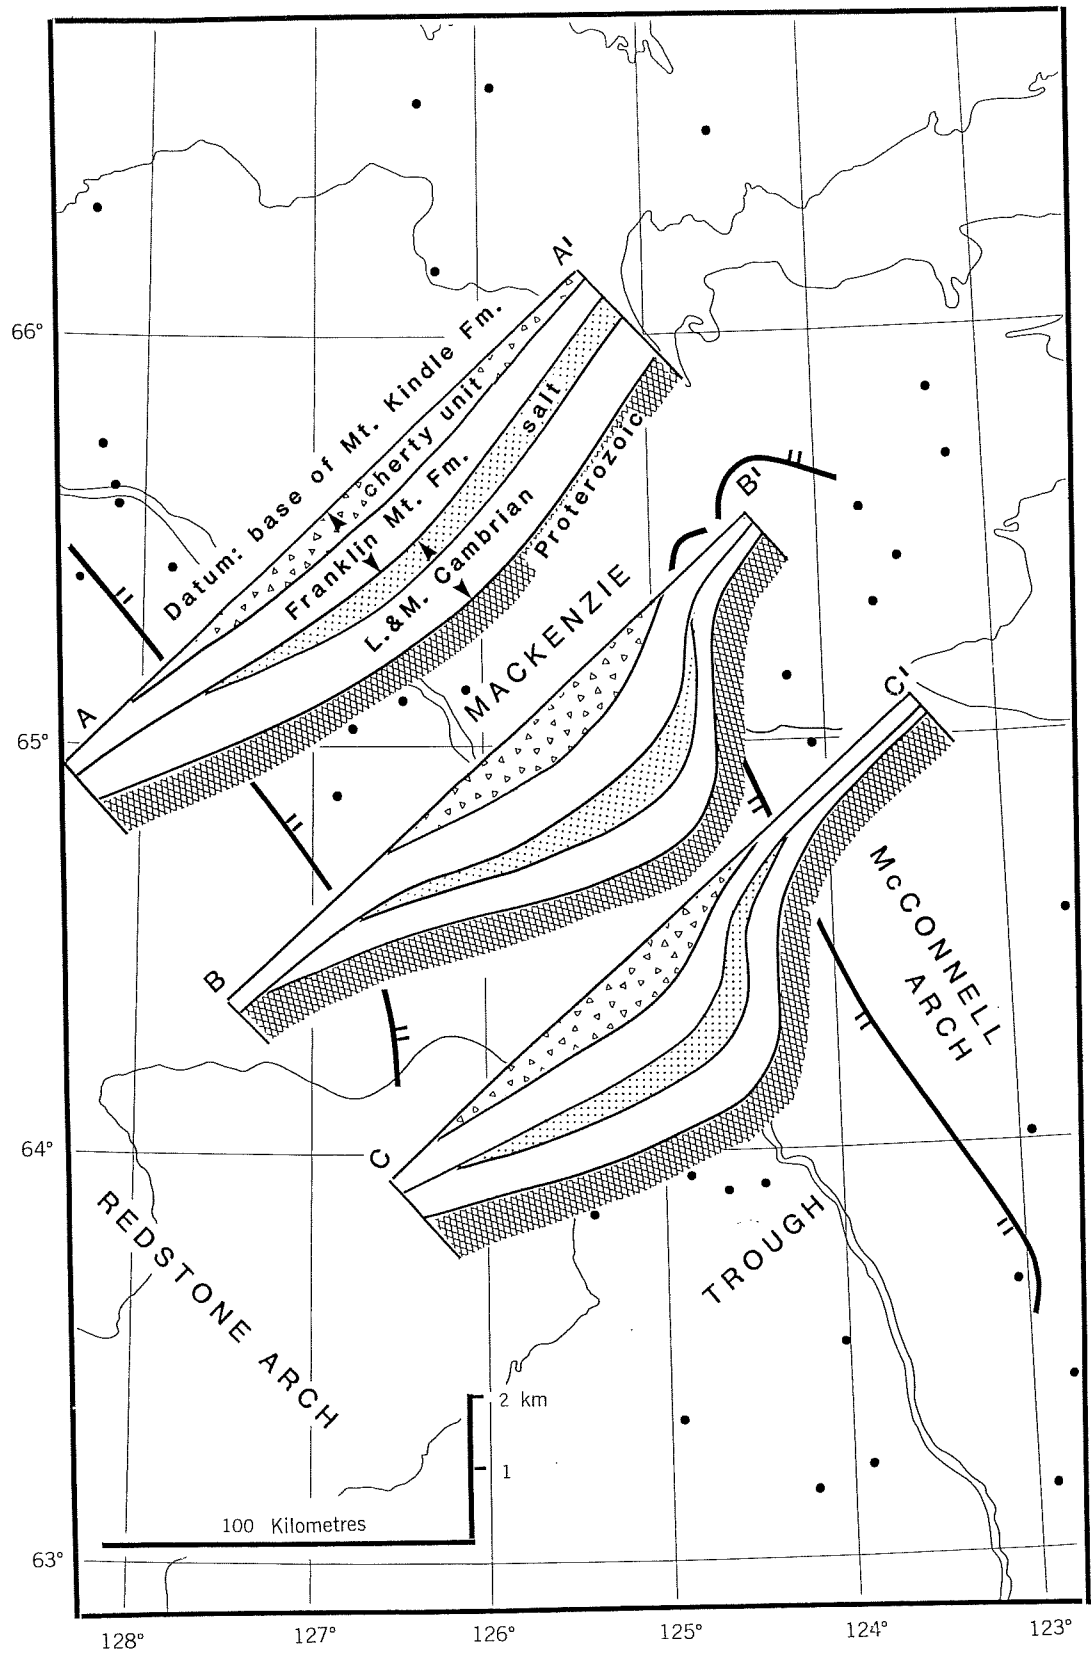 A'
66°
Datum: base of Mt. Kindle Fm.
cherty unit
Franklin Mt. Fm.
salt
L.&M. Cambrian
Proterozoic
A
65°
MACKENZIE
B'
B
C'
McCONNELL
ARCH
C
64°
REDSTONE ARCH
TROUGH
2 km
1
100 Kilometres
63°
128°
127°
126°
125°
124°
123°